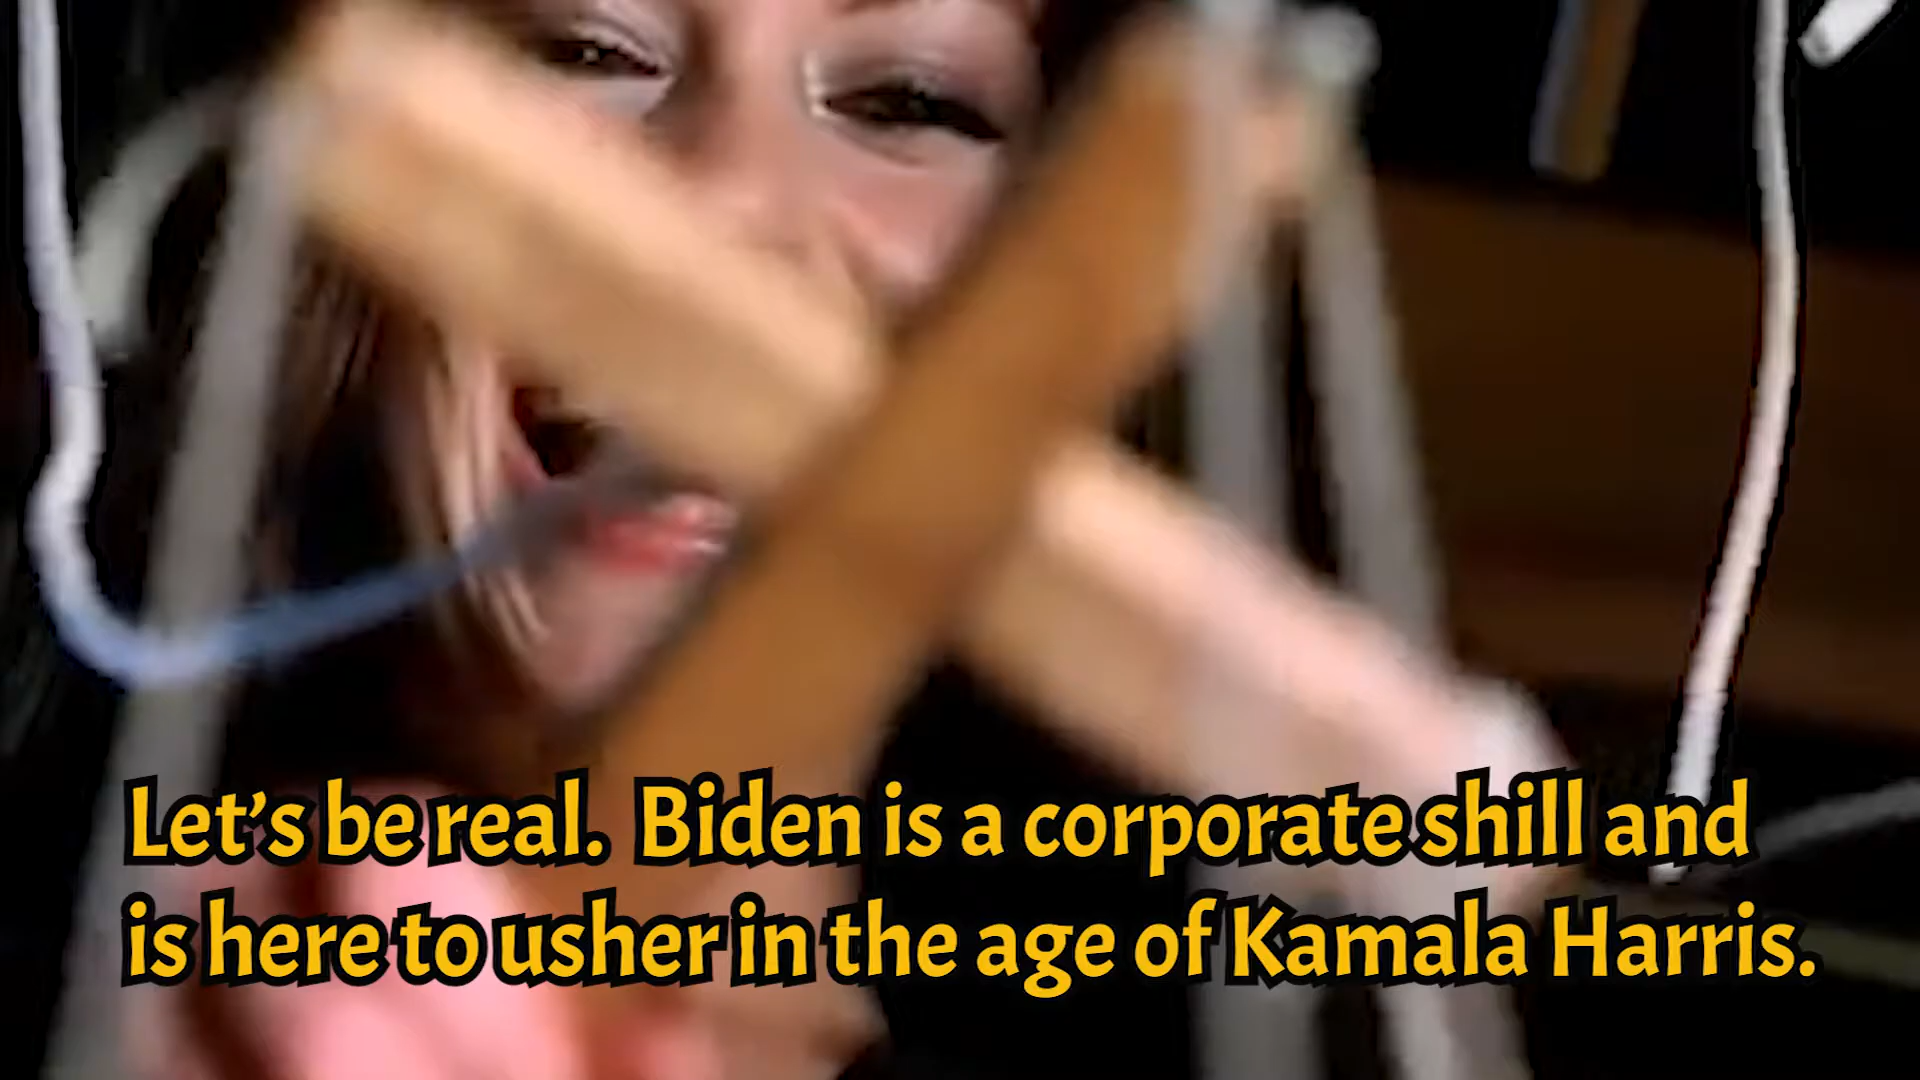 Let's be real. Biden is a corporate shill and
is here to usher in the age of Kamala Harris.